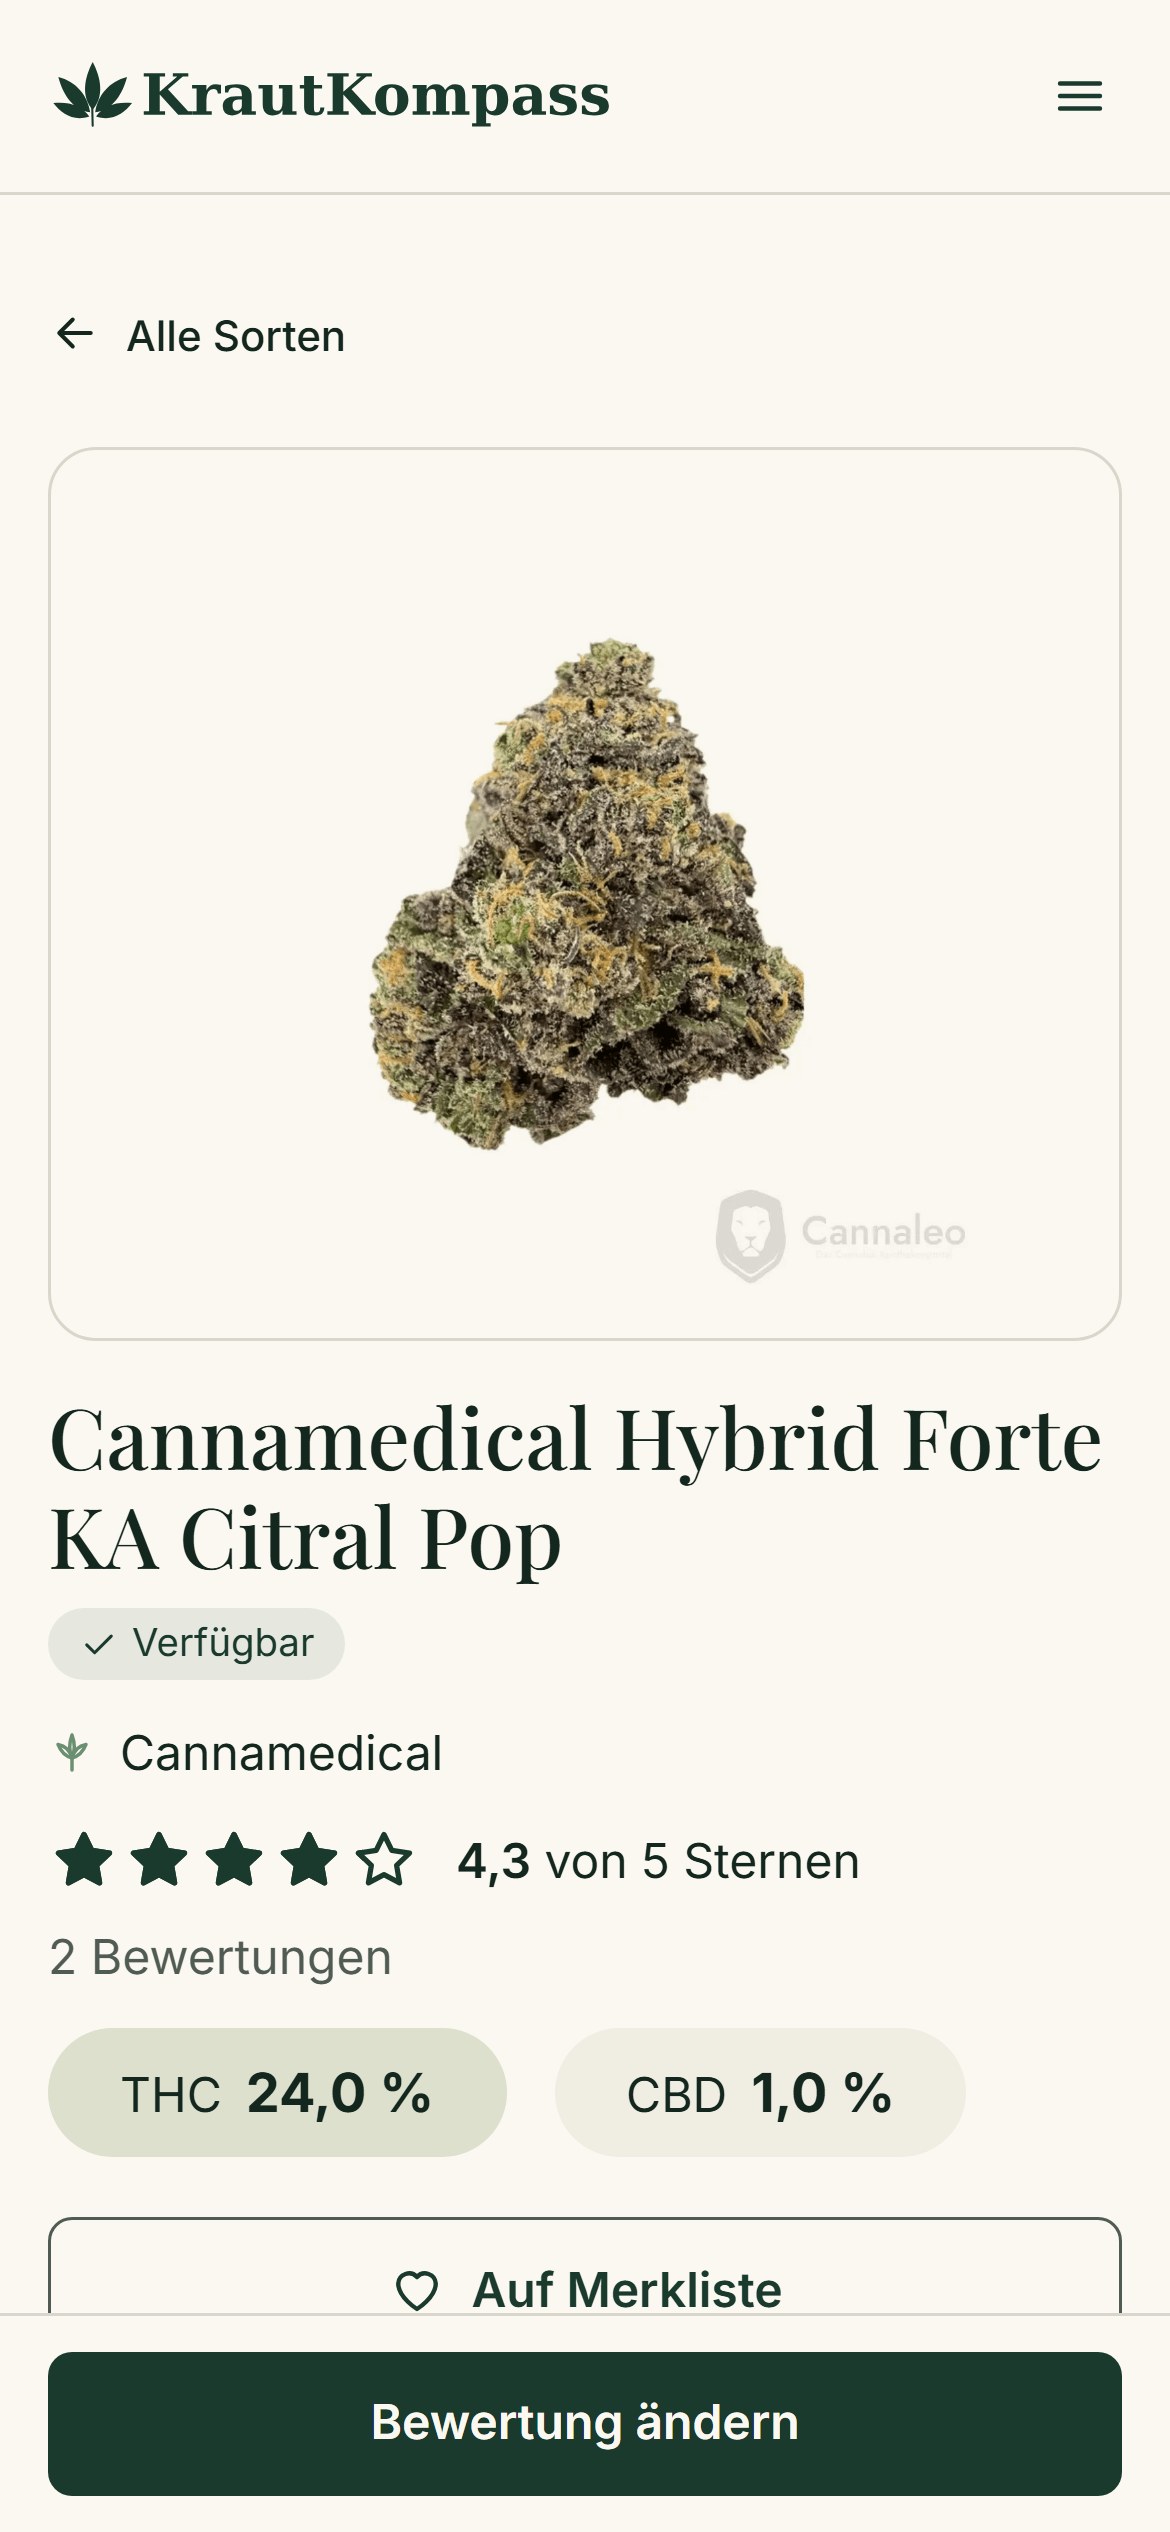 KrautKompass
Alle Sorten
Cannaleo
Cannamedical Hybrid Forte
KA Citral Pop
Verfügbar
Cannamedical
4,3 von 5 Sternen
2 Bewertungen
THC 24,0 %
CBD 1,0 %
Auf Merkliste
Bewertung ändern